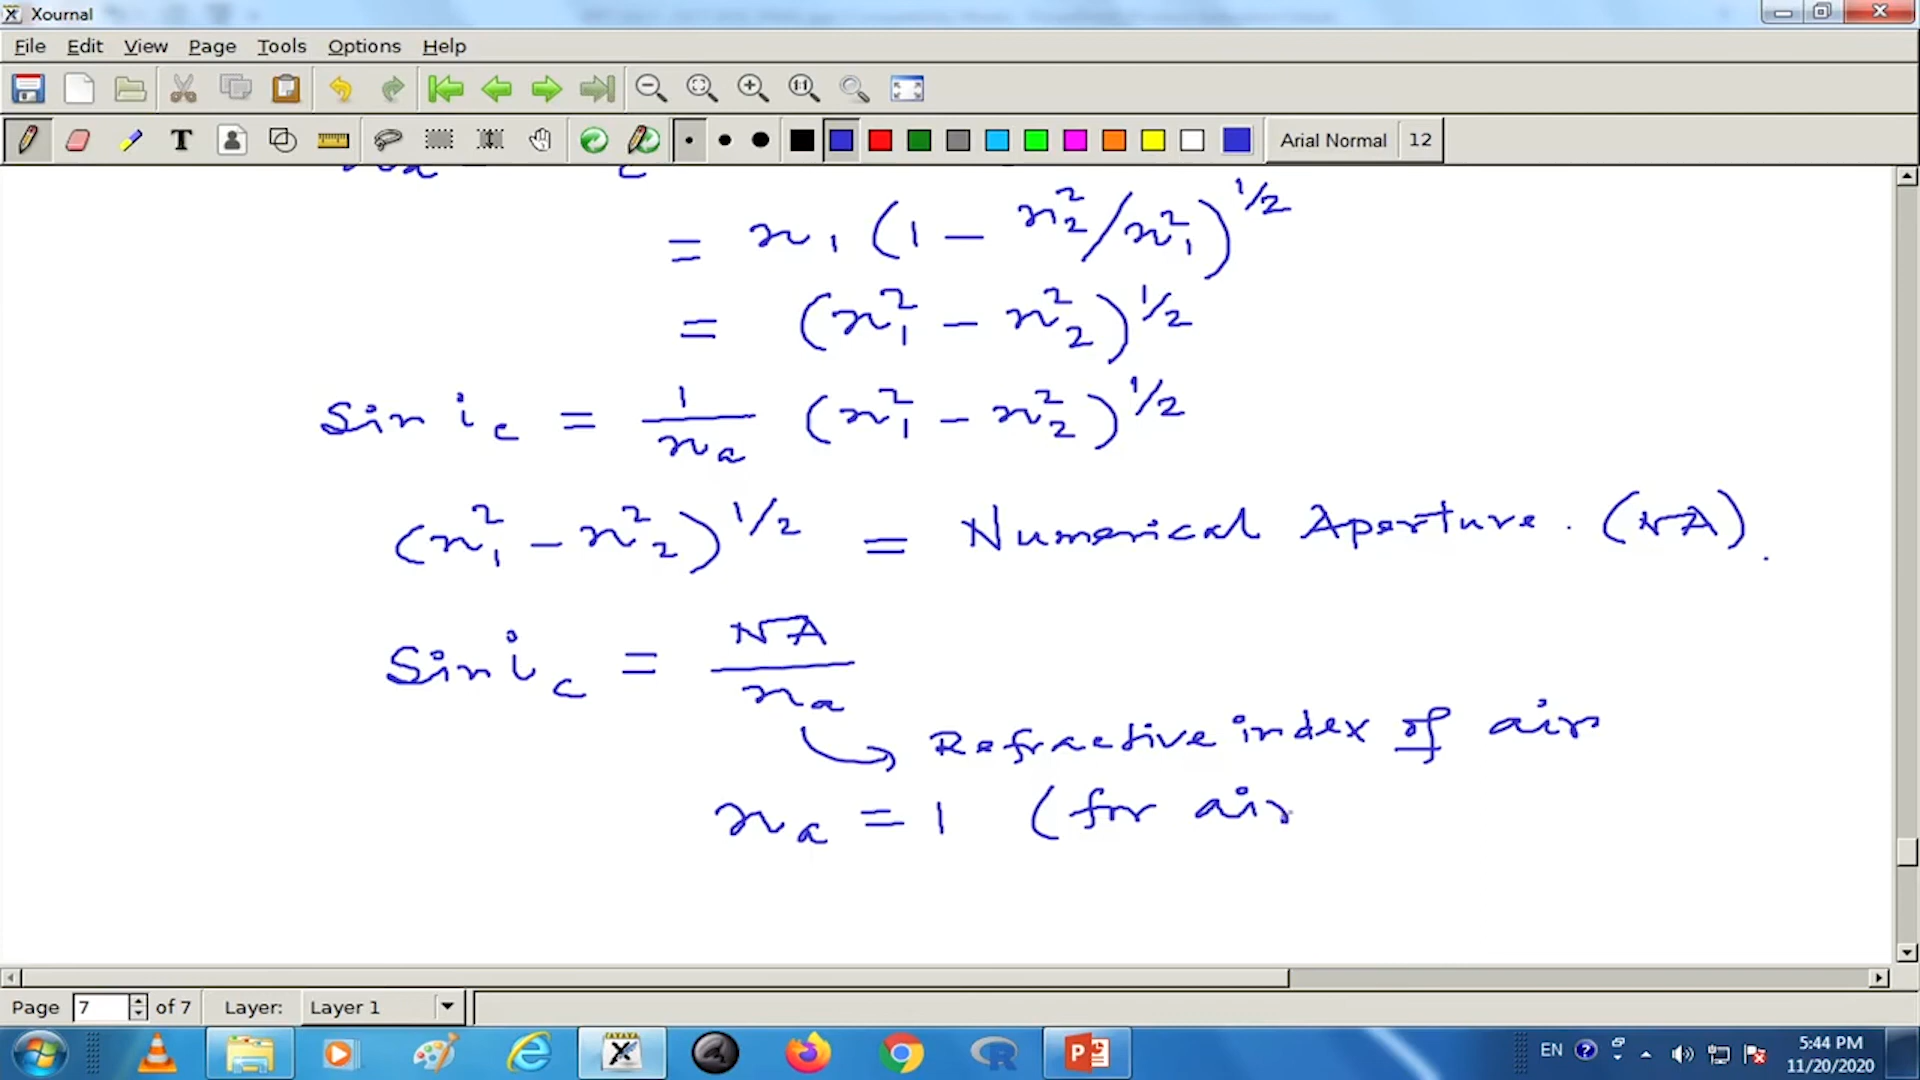 Xournal
File Edit View Page Tools Options Help
Arial Normal 12
= n₁ (1 - n₂²/n₁²)^1/2
= (n₁² - n₂²)^1/2
Sin i_c = 1/n_a (n₁² - n₂²)^1/2
(n₁² - n₂²)^1/2 = Numerical Aperture. (NA).
Sin i_c = NA/n_a
Refractive index of air
n_a = 1 (for air
Page 7 of 7 Layer: Layer 1
EN 5:44 PM
11/20/2020